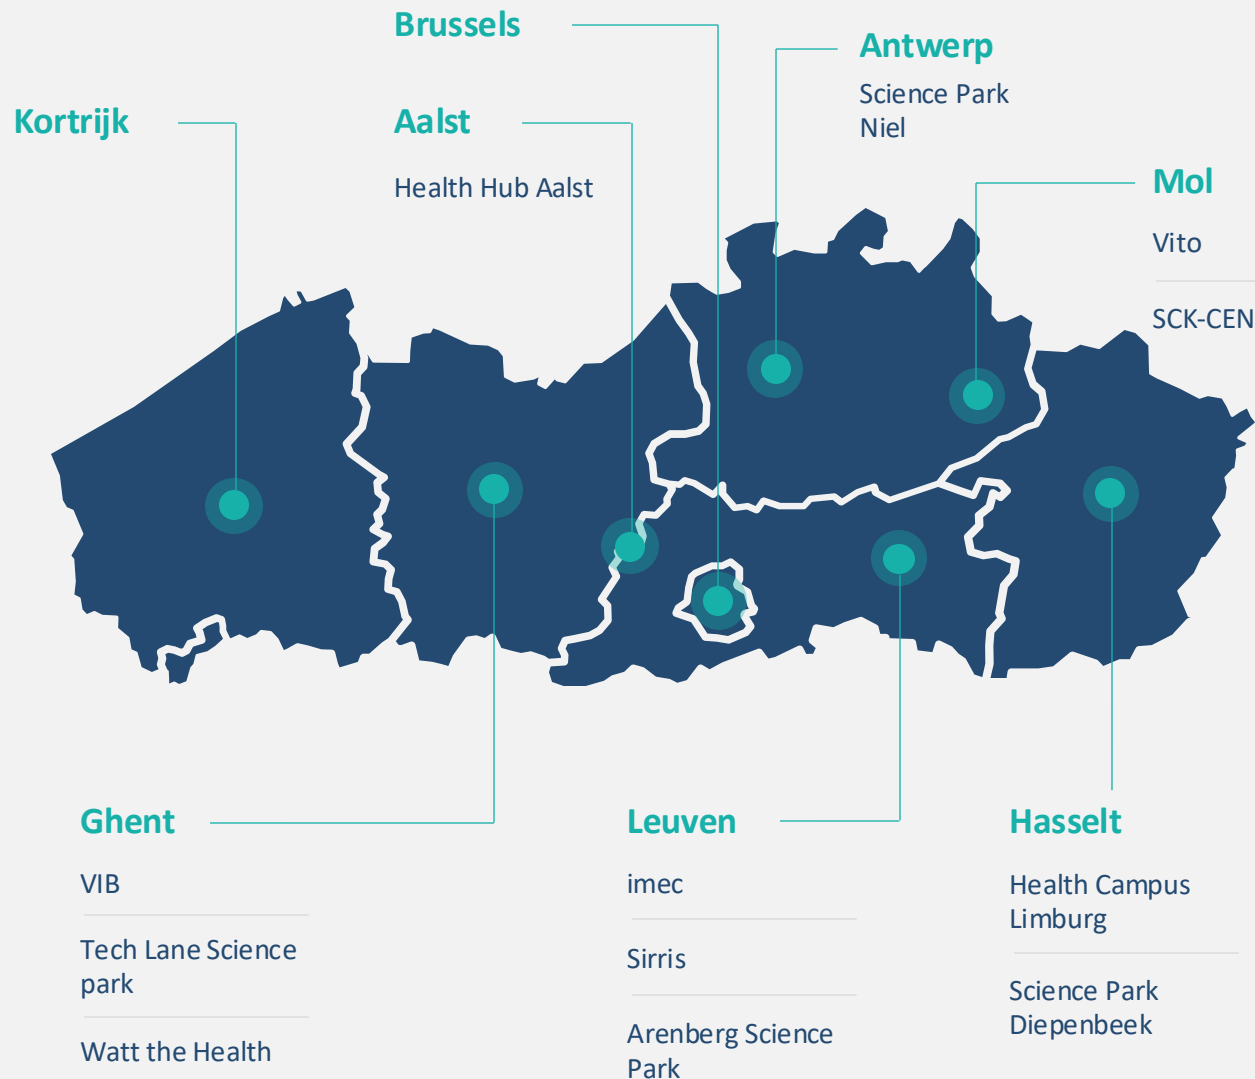 Brussels
Antwerp
Science Park
Niel
Kortrijk
Aalst
Health Hub Aalst
Mol
Vito
SCK-CEN
Ghent
VIB
Tech Lane Science
park
Watt the Health
Leuven
imec
Sirris
Arenberg Science
Park
Hasselt
Health Campus
Limburg
Science Park
Diepenbeek